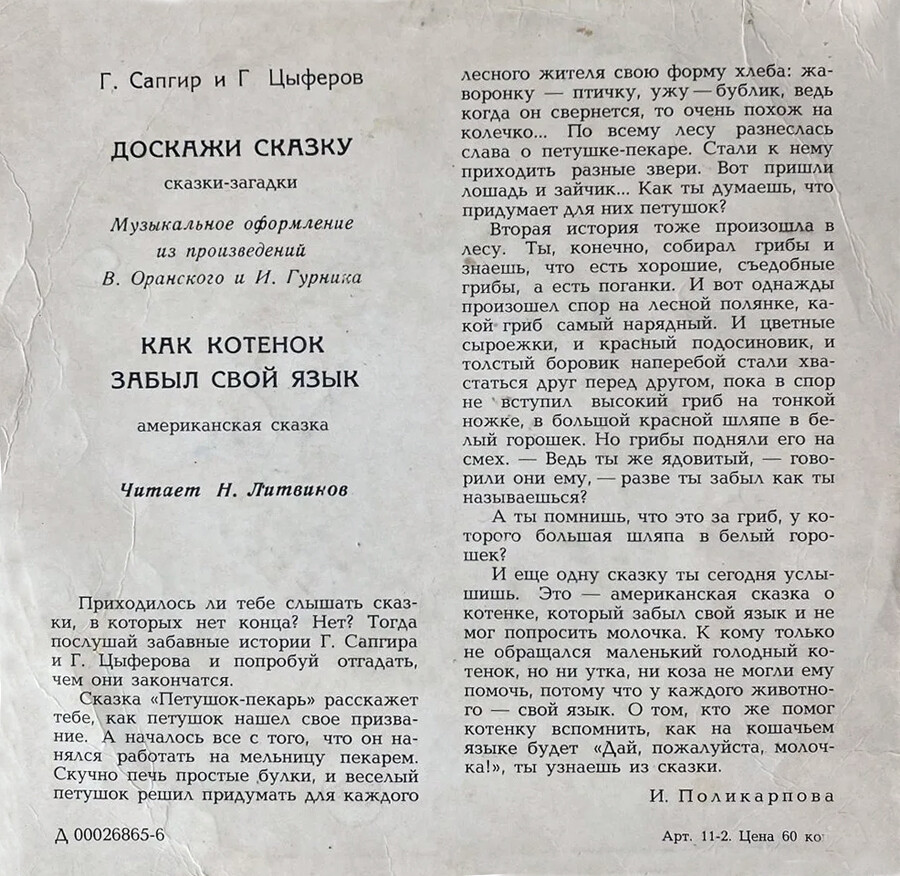 Г. Сапгир и Г Цыферов
ДОСКАЖИ СКАЗКУ
сказки-загадки
Музыкальное оформление
из произведений
В. Оранского и И. Гурника
КАК КОТЕНОК
ЗАБЫЛ СВОЙ ЯЗЫК
американская сказка
Читает Н. Литвинов
Приходилось ли тебе слышать сказ-
ки, в которых нет конца? Нет? Тогда
послушай забавные истории Г. Сапгира
и Г. Цыферова и попробуй отгадать,
чем они закончатся.
Сказка «Петушок-пекарь» расскажет
тебе, как петушок нашел свое призва-
ние. А началось все с того, что он на-
нялся работать на мельницу пекарем.
Скучно печь простые булки, и веселый
петушок решил придумать для каждого
лесного жителя свою форму хлеба: жа-
воронку — птичку, ужу — бублик, ведь
когда он свернется, то очень похож на
колечко... По всему лесу разнеслась
слава о петушке-пекаре. Стали к нему
приходить разные звери. Вот пришли
лошадь и зайчик... Как ты думаешь, что
придумает для них петушок?
Вторая история тоже произошла в
лесу. Ты, конечно, собирал грибы и
знаешь, что есть хорошие, съедобные
грибы, а есть поганки. И вот однажды
произошел спор на лесной полянке, ка-
кой гриб самый нарядный. И цветные
сыроежки, и красный подосиновик, и
толстый боровик наперебой стали хва-
статься друг перед другом, пока в спор
не вступил высокий гриб на тонкой
ножке, в большой красной шляпе в бе-
лый горошек. Но грибы подняли его на
смех. — Ведь ты же ядовитый, — гово-
рили они ему, — разве ты забыл как ты
называешься?
А ты помнишь, что это за гриб, у ко-
торого большая шляпа в белый горо-
шек?
И еще одну сказку ты сегодня услы-
шишь. Это — американская сказка о
котенке, который забыл свой язык и не
мог попросить молочка. К кому только
не обращался маленький голодный ко-
тенок, но ни утка, ни коза не могли ему
помочь, потому что у каждого животно-
го — свой язык. О том, кто же помог
котенку вспомнить, как на кошачьем
языке будет «Дай, пожалуйста, молоч-
ка!», ты узнаешь из сказки.
И. Поликарпова
Д 00026865-6
Арт. 11-2. Цена 60 ко